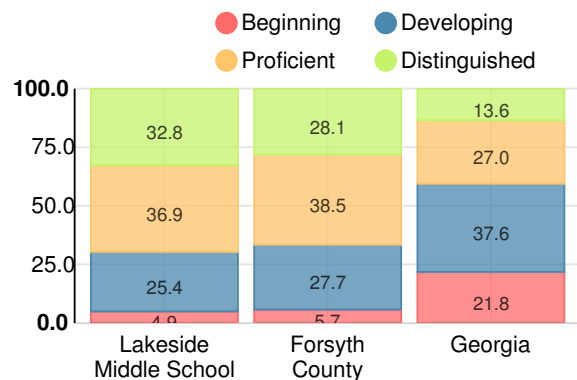 Beginning Developing
Proficient Distinguished
100.0
75.0
50.0
25.0
0.0
32.8 28.1 13.6
36.9 38.5 27.0
25.4 27.7 37.6
4.9 5.7 21.8
Lakeside Forsyth Georgia
Middle School County